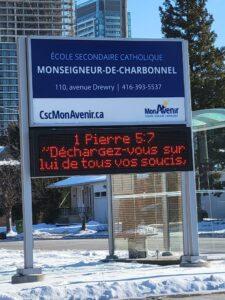 ÉCOLE SECONDAIRE CATHOLIQUE
MONSEIGNEUR-DE-CHARBONNEL
110, avenue Drewry | 416-393-5537
CscMonAvenir.ca
MonAvenir
1 Pierre 5:7
"Déchargez-vous sur
lui de tous vos soucis,